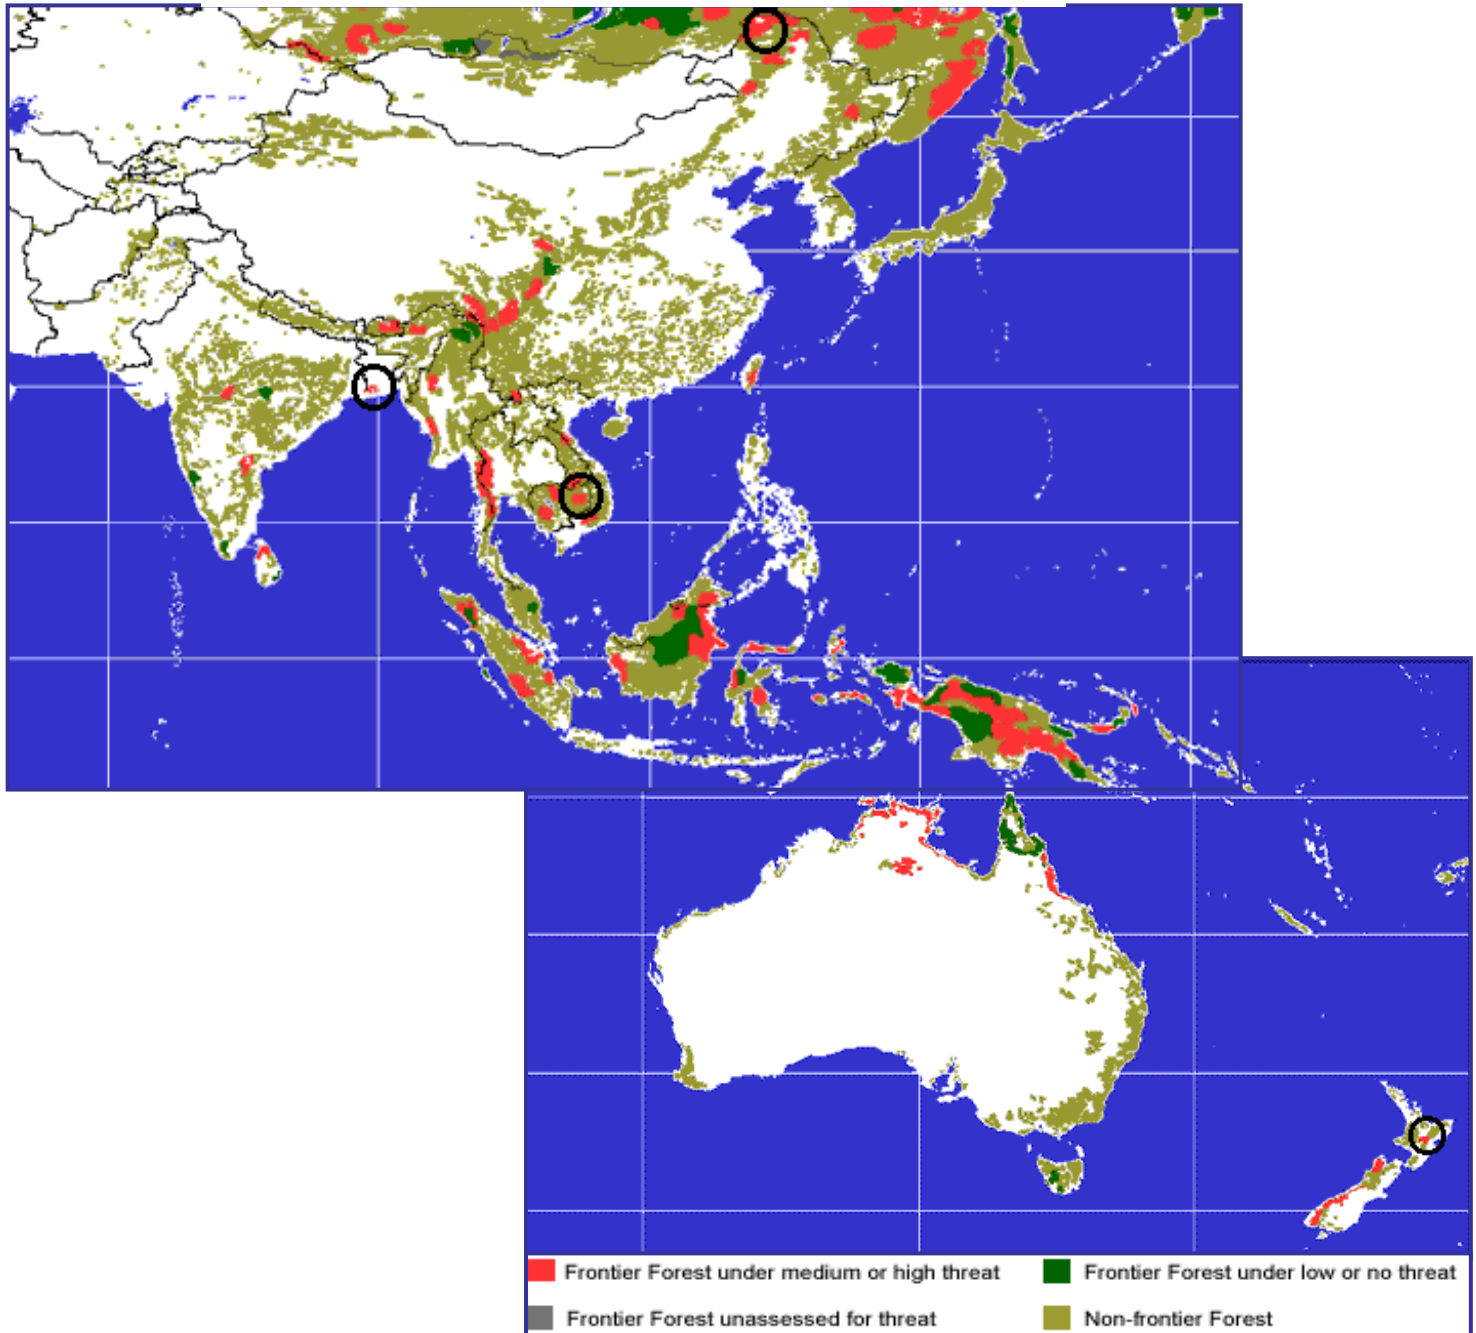 Frontier Forest under medium or high threat
Frontier Forest under low or no threat
Frontier Forest unassessed for threat
Non-frontier Forest